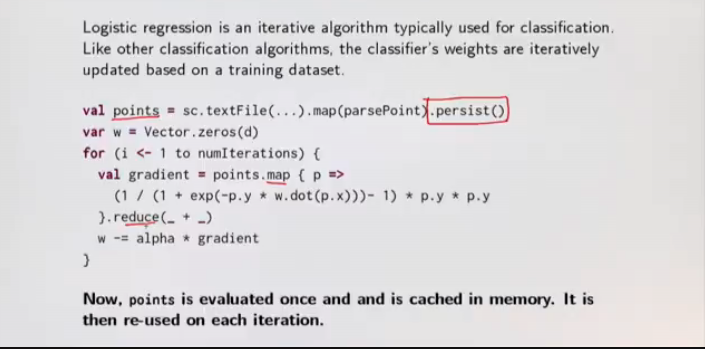 Logistic regression is an iterative algorithm typically used for classification.
Like other classification algorithms, the classifier's weights are iteratively
updated based on a training dataset.
val points = sc.textFile(...).map(parsePoint).persist()
var w = Vector.zeros(d)
for (i <- 1 to numIterations) {
val gradient = points.map { p =>
(1 / (1 + exp(-p.y * w.dot(p.x)))- 1) * p.y * p.y
}.reduce(_ + _)
w -= alpha * gradient
}
Now, points is evaluated once and and is cached in memory. It is
then re-used on each iteration.